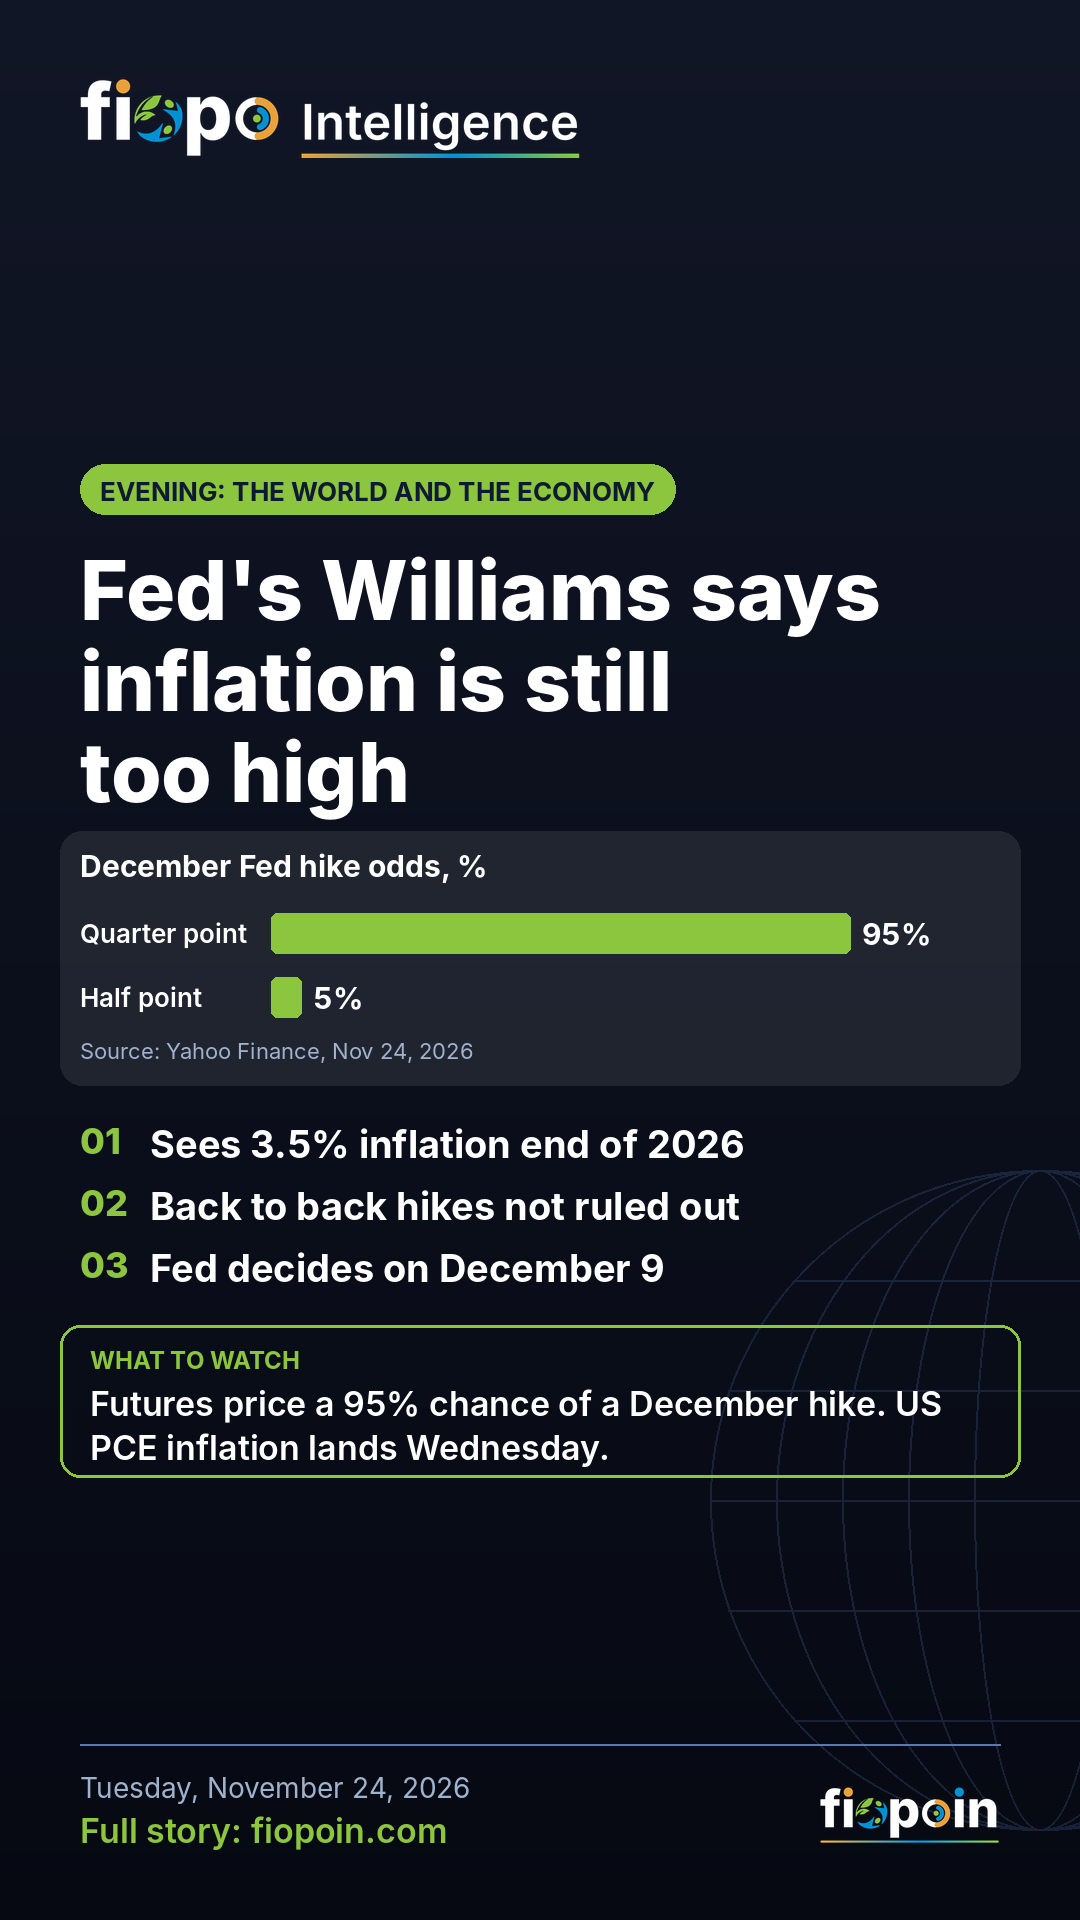 fiopo Intelligence
EVENING: THE WORLD AND THE ECONOMY
Fed's Williams says
inflation is still
too high
December Fed hike odds, %
Quarter point 95%
Half point 5%
Source: Yahoo Finance, Nov 24, 2026
01 Sees 3.5% inflation end of 2026
02 Back to back hikes not ruled out
03 Fed decides on December 9
WHAT TO WATCH
Futures price a 95% chance of a December hike. US
PCE inflation lands Wednesday.
Tuesday, November 24, 2026
Full story: fiopoin.com
fiopoin